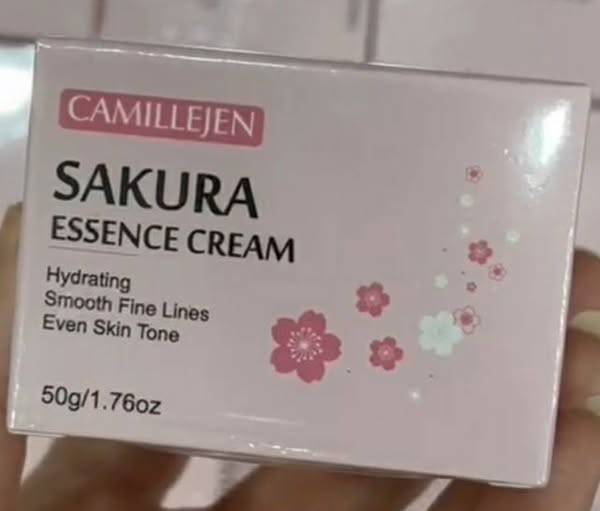 CAMILLEJEN
SAKURA
ESSENCE CREAM
Hydrating
Smooth Fine Lines
Even Skin Tone
50g/1.76oz